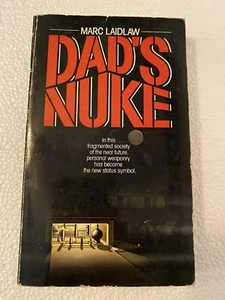 MARC LAIDLAW
DAD'S
NUKE
In this
fragmented society
of the near future,
personal weaponry
has become
the new status symbol.